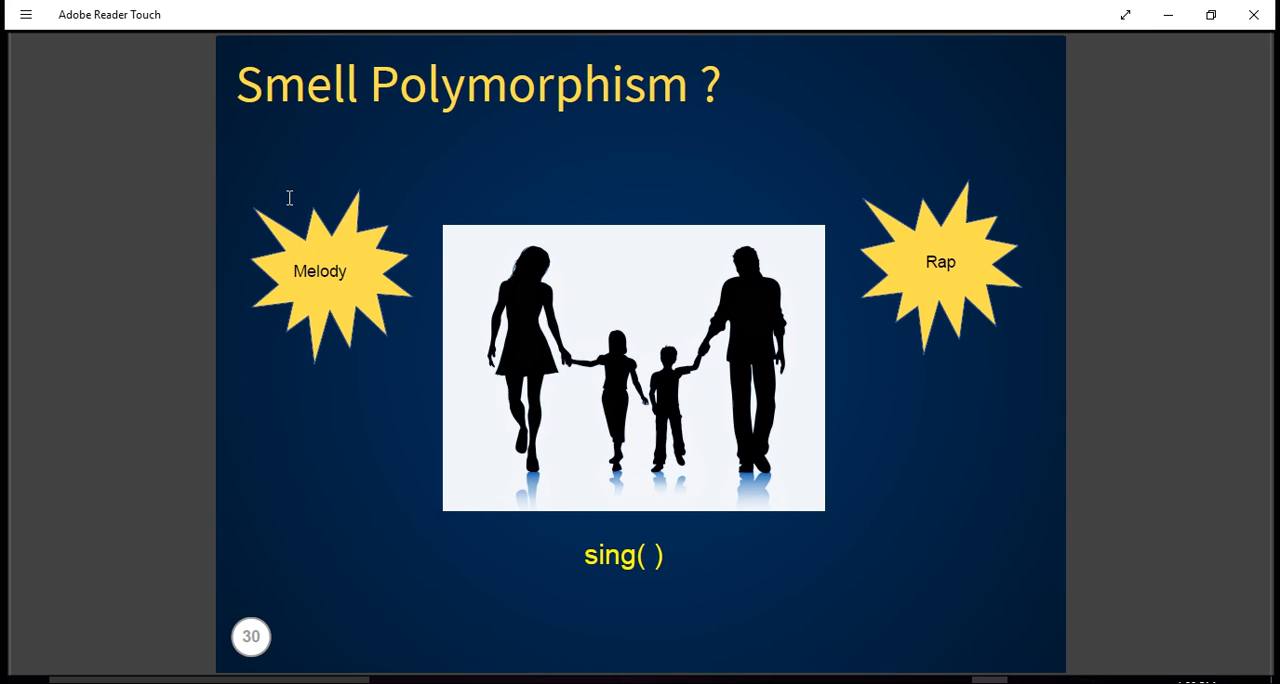 Adobe Reader Touch
Smell Polymorphism ?
Melody
Rap
sing( )
30